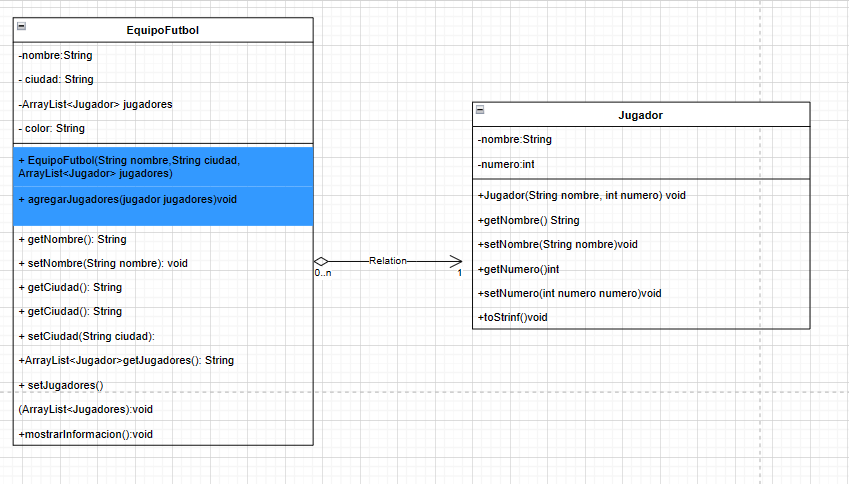 EquipoFutbol
-nombre:String
- ciudad: String
-ArrayList<Jugador> jugadores
- color: String
+ EquipoFutbol(String nombre,String ciudad,
ArrayList<Jugador> jugadores)
+ agregarJugadores(jugador jugadores)void
+ getNombre(): String
+ setNombre(String nombre): void
+ getCiudad(): String
+ getCiudad(): String
+ setCiudad(String ciudad):
+ArrayList<Jugador>getJugadores(): String
+ setJugadores()
(ArrayList<Jugadores):void
+mostrarInformacion():void
Relation
0..n
1
Jugador
-nombre:String
-numero:int
+Jugador(String nombre, int numero) void
+getNombre() String
+setNombre(String nombre)void
+getNumero()int
+setNumero(int numero numero)void
+toStrinf()void